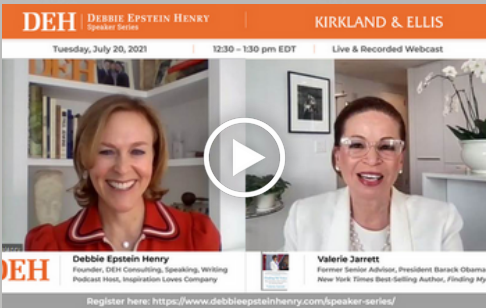 DEH DEBBIE EPSTEIN HENRY
Speaker Series
KIRKLAND & ELLIS
Tuesday, July 20, 2021 12:30 – 1:30 pm EDT Live & Recorded Webcast
DEH
Debbie Epstein Henry
Founder, DEH Consulting, Speaking, Writing
Podcast Host, Inspiration Loves Company
DEH
Valerie Jarrett
Former Senior Advisor, President Barack Obama
New York Times Best-Selling Author, Finding My
Register here: https://www.debbieepsteinhenry.com/speaker-series/